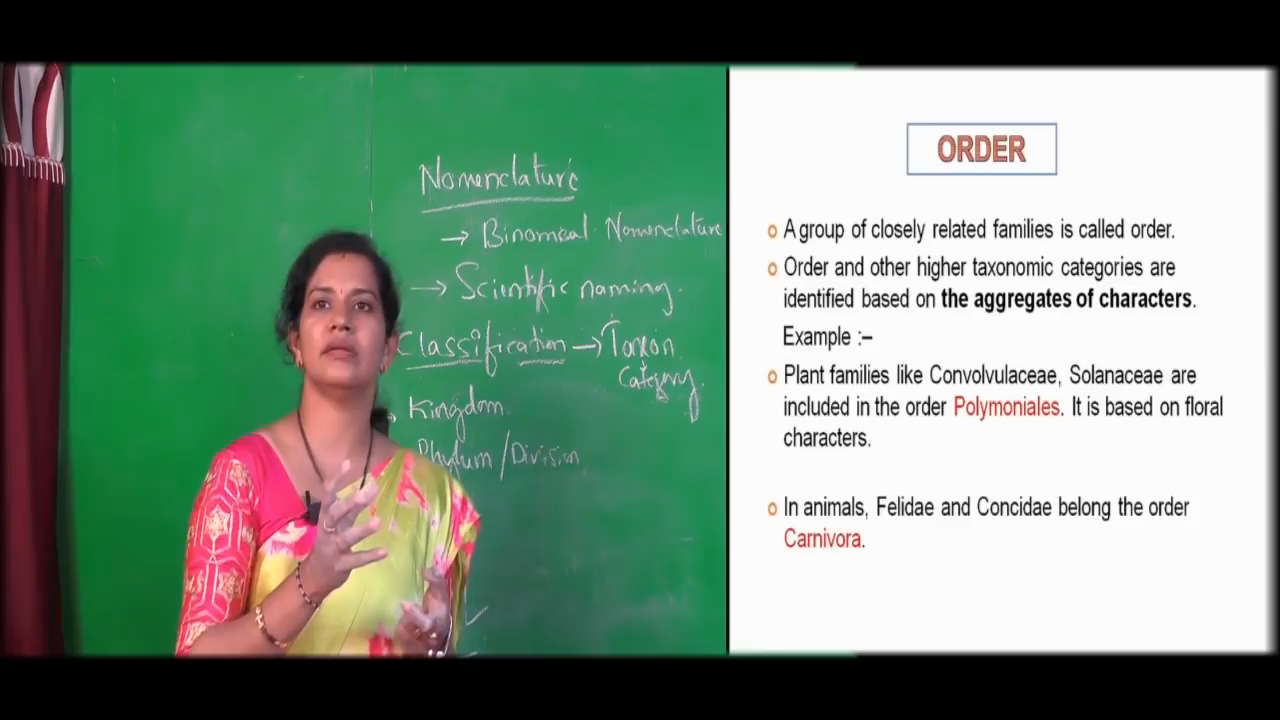 Nomenclature
→ Binomial Nomenclature
→ Scientific naming.
Classification → Taxon
Category.
Kingdom
Phylum / Division
ORDER
A group of closely related families is called order.
Order and other higher taxonomic categories are
identified based on the aggregates of characters.
Example :–
Plant families like Convolvulaceae, Solanaceae are
included in the order Polymoniales. It is based on floral
characters.
In animals, Felidae and Concidae belong the order
Carnivora.